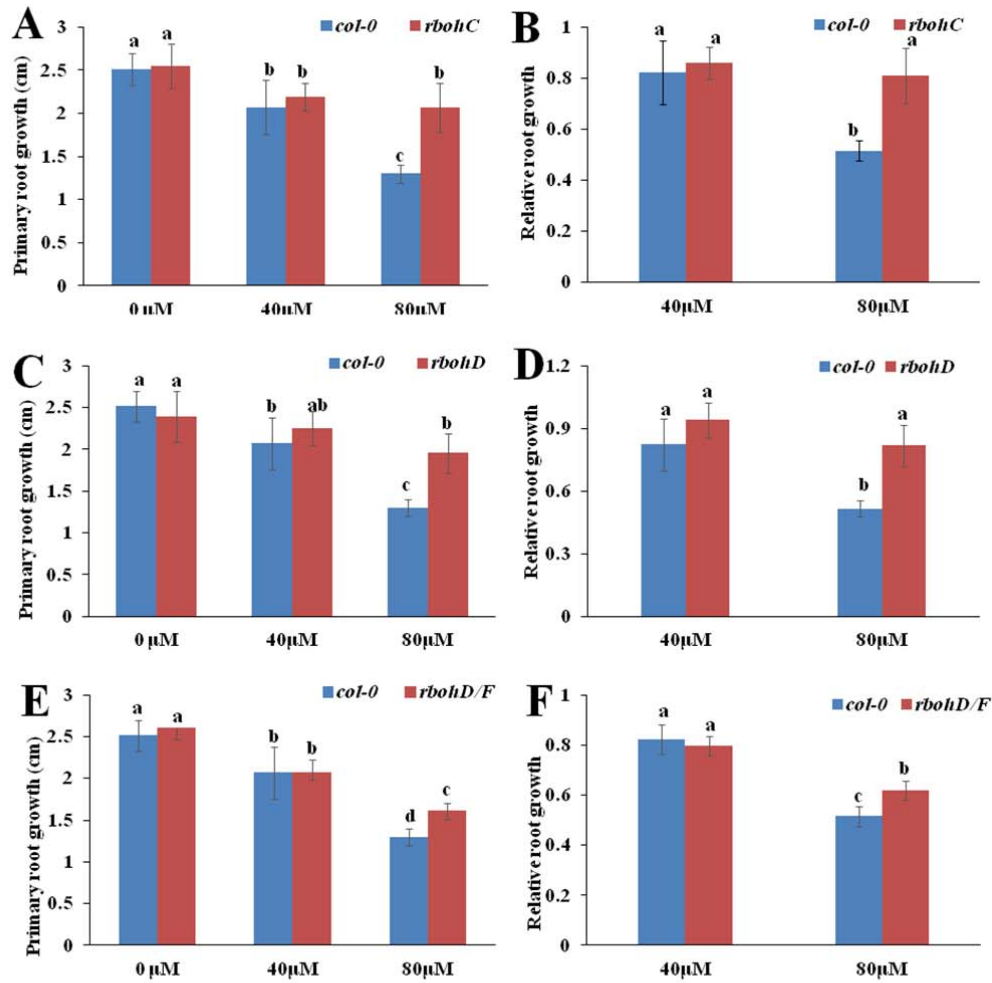 A
col-0 rbohC
Primary root growth (cm)
3
2.5
2
1.5
1
0.5
0
a a
b b
c b
0 μM 40μM 80μM
B
col-0 rbohC
Relative root growth
1
0.8
0.6
0.4
0.2
0
a a
b a
40μM 80μM
C
col-0 rbohD
Primary root growth (cm)
3
2.5
2
1.5
1
0.5
0
a a
b ab
c b
0 μM 40μM 80μM
D
col-0 rbohD
Relative root growth
1.2
0.9
0.6
0.3
0
a a
b a
40μM 80μM
E
col-0 rbohD/F
Primary root growth (cm)
3
2.5
2
1.5
1
0.5
0
a a
b b
d c
0 μM 40μM 80μM
F
col-0 rbohD/F
Relative root growth
1
0.8
0.6
0.4
0.2
0
a a
c b
40μM 80μM